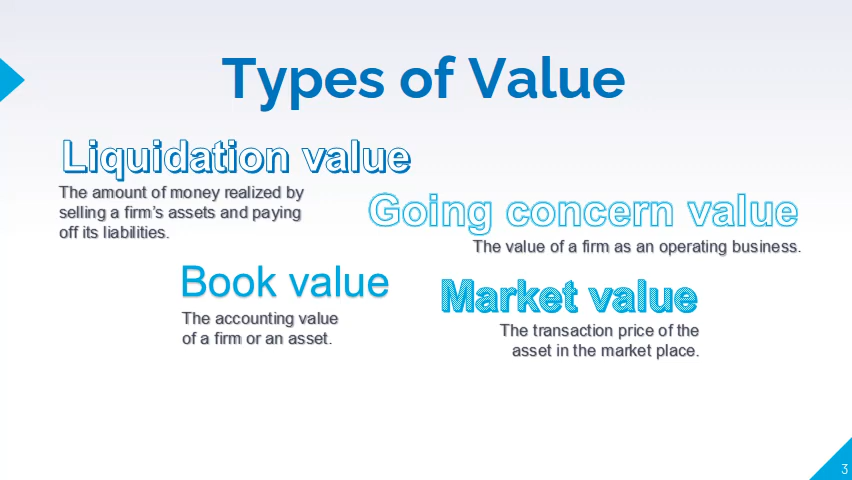 Types of Value
Liquidation value
The amount of money realized by
selling a firm's assets and paying
off its liabilities.
Going concern value
The value of a firm as an operating business.
Book value
The accounting value
of a firm or an asset.
Market value
The transaction price of the
asset in the market place.
3